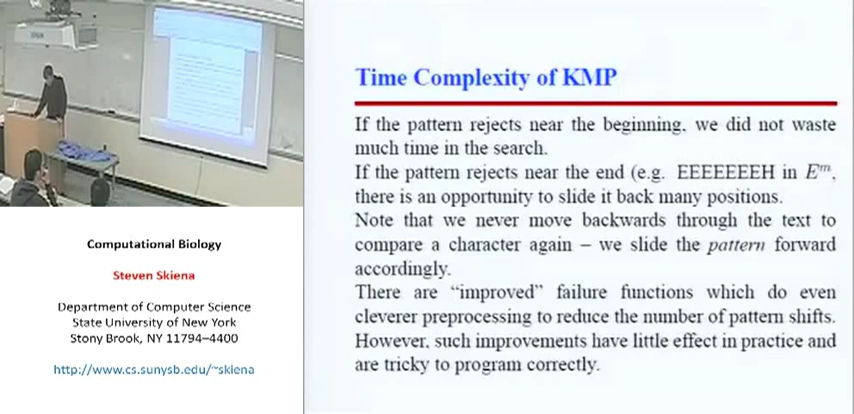 Computational Biology
Steven Skiena
Department of Computer Science
State University of New York
Stony Brook, NY 11794–4400
http://www.cs.sunysb.edu/~skiena
Time Complexity of KMP
If the pattern rejects near the beginning, we did not waste
much time in the search.
If the pattern rejects near the end (e.g. EEEEEEEH in Eᵐ,
there is an opportunity to slide it back many positions.
Note that we never move backwards through the text to
compare a character again – we slide the pattern forward
accordingly.
There are “improved” failure functions which do even
cleverer preprocessing to reduce the number of pattern shifts.
However, such improvements have little effect in practice and
are tricky to program correctly.